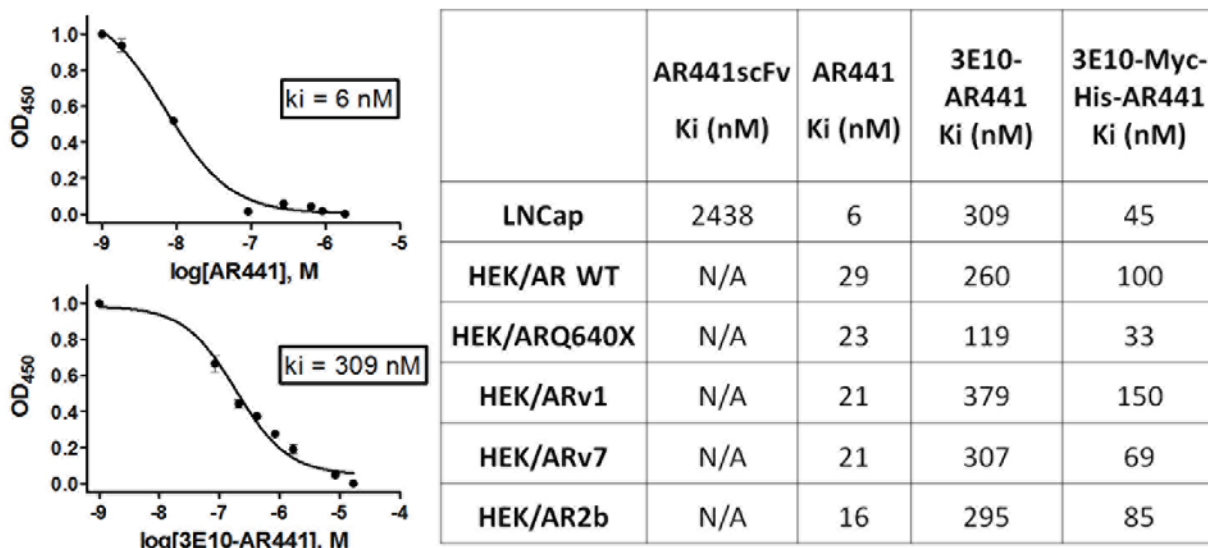 1.0
0.8
0.6
0.4
0.2
0.0
OD450
ki = 6 nM
-9 -8 -7 -6 -5
log[AR441], M
1.0
0.8
0.6
0.4
0.2
0.0
OD450
ki = 309 nM
-9 -8 -7 -6 -5 -4
log[3E10-AR441], M
AR441scFv Ki (nM) AR441 Ki (nM) 3E10-AR441 Ki (nM) 3E10-Myc-His-AR441 Ki (nM)
LNCap 2438 6 309 45
HEK/AR WT N/A 29 260 100
HEK/ARQ640X N/A 23 119 33
HEK/ARv1 N/A 21 379 150
HEK/ARv7 N/A 21 307 69
HEK/AR2b N/A 16 295 85